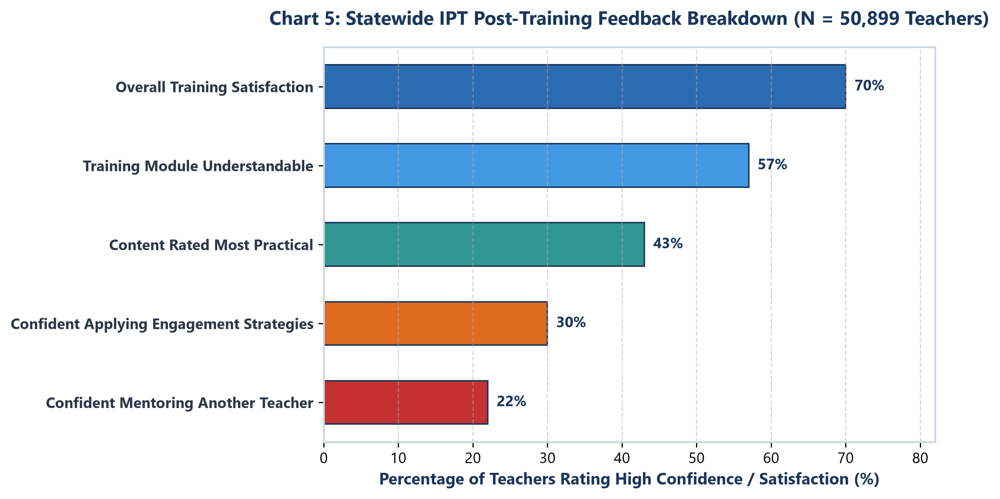 Chart 5: Statewide IPT Post-Training Feedback Breakdown (N = 50,899 Teachers)
Overall Training Satisfaction
70%
Training Module Understandable
57%
Content Rated Most Practical
43%
Confident Applying Engagement Strategies
30%
Confident Mentoring Another Teacher
22%
0 10 20 30 40 50 60 70 80
Percentage of Teachers Rating High Confidence / Satisfaction (%)